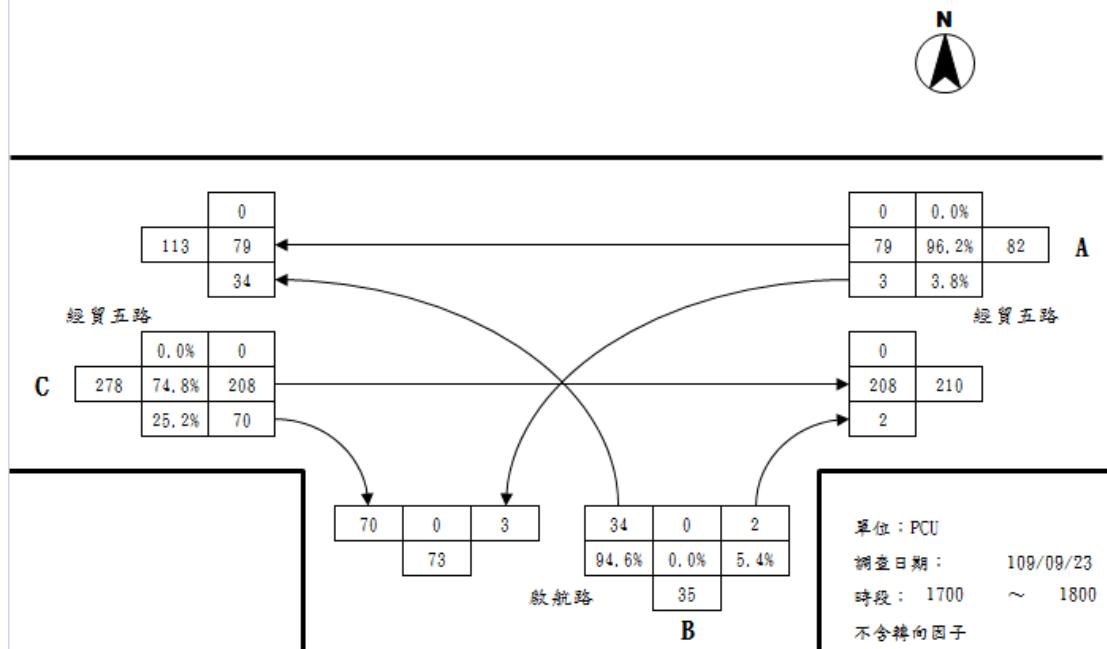 N
0
0 0.0%
113 79
79 96.2% 82 A
34
3 3.8%
經貿五路
經貿五路
0.0% 0
0
C 278 74.8% 208
208 210
25.2% 70
2
70 0 3
34 0 2
73
94.6% 0.0% 5.4%
啟航路
35
B
單位：PCU
調查日期： 109/09/23
時段： 1700 ～ 1800
不含轉向因子